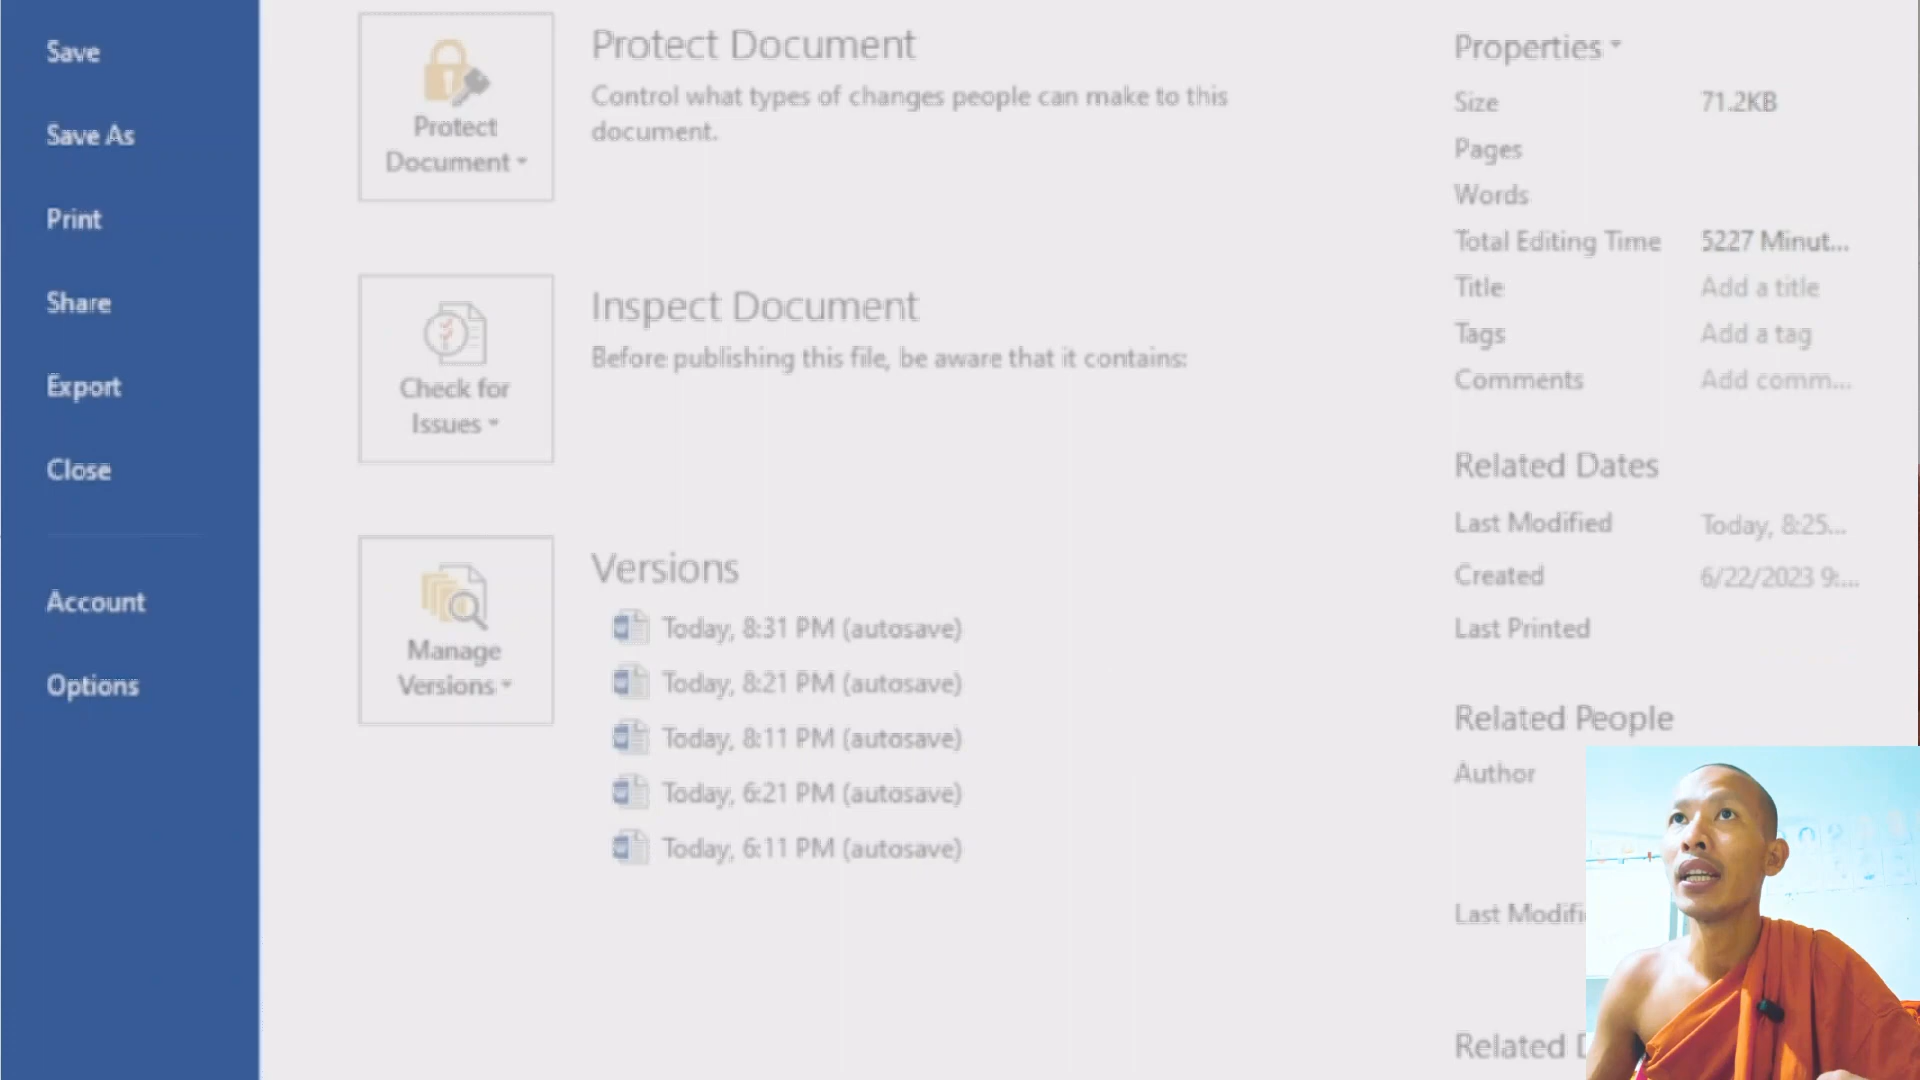 Save
Save As
Print
Share
Export
Close
Account
Options
Protect
Document
Protect Document
Control what types of changes people can make to this
document.
Check for
Issues
Inspect Document
Before publishing this file, be aware that it contains:
Manage
Versions
Versions
Today, 8:31 PM (autosave)
Today, 8:21 PM (autosave)
Today, 8:11 PM (autosave)
Today, 6:21 PM (autosave)
Today, 6:11 PM (autosave)
Properties
Size 71.2KB
Pages
Words
Total Editing Time 5227 Minut...
Title Add a title
Tags Add a tag
Comments Add comm...
Related Dates
Last Modified Today, 8:25...
Created 6/22/2023 9:...
Last Printed
Related People
Author
Last Modifi
Related D